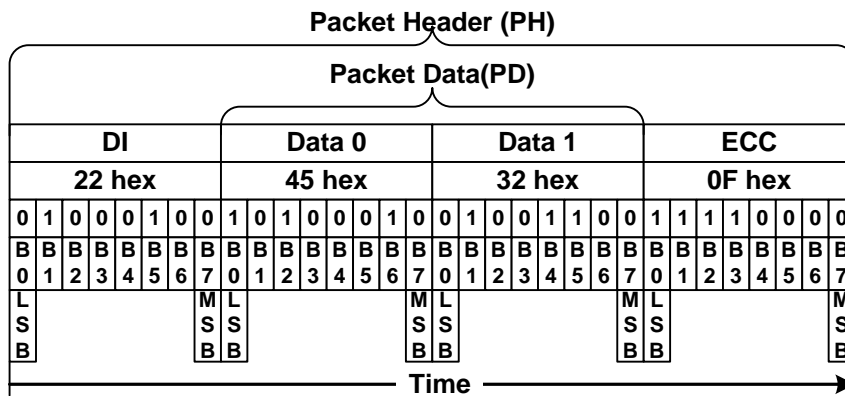 Packet Header (PH)
Packet Data(PD)
DI Data 0 Data 1 ECC
22 hex 45 hex 32 hex 0F hex
0 1 0 0 0 1 0 0 1 0 1 0 0 0 1 0 0 1 0 0 1 1 0 0 1 1 1 1 0 0 0 0
B B B B B B B B B B B B B B B B B B B B B B B B B B B B B B B B
0 1 2 3 4 5 6 7 0 1 2 3 4 5 6 7 0 1 2 3 4 5 6 7 0 1 2 3 4 5 6 7
L M L M L M L M
S S S S S S S S
B B B B B B B B
Time